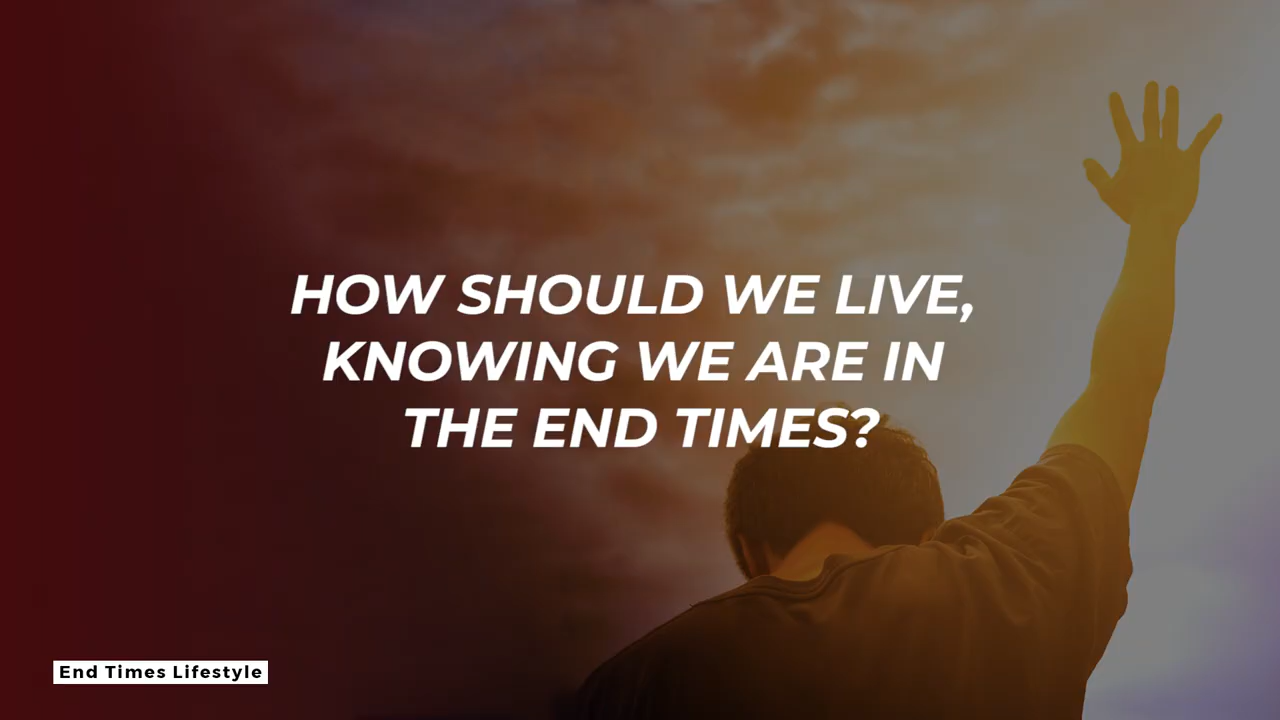 HOW SHOULD WE LIVE,
KNOWING WE ARE IN
THE END TIMES?
End Times Lifestyle